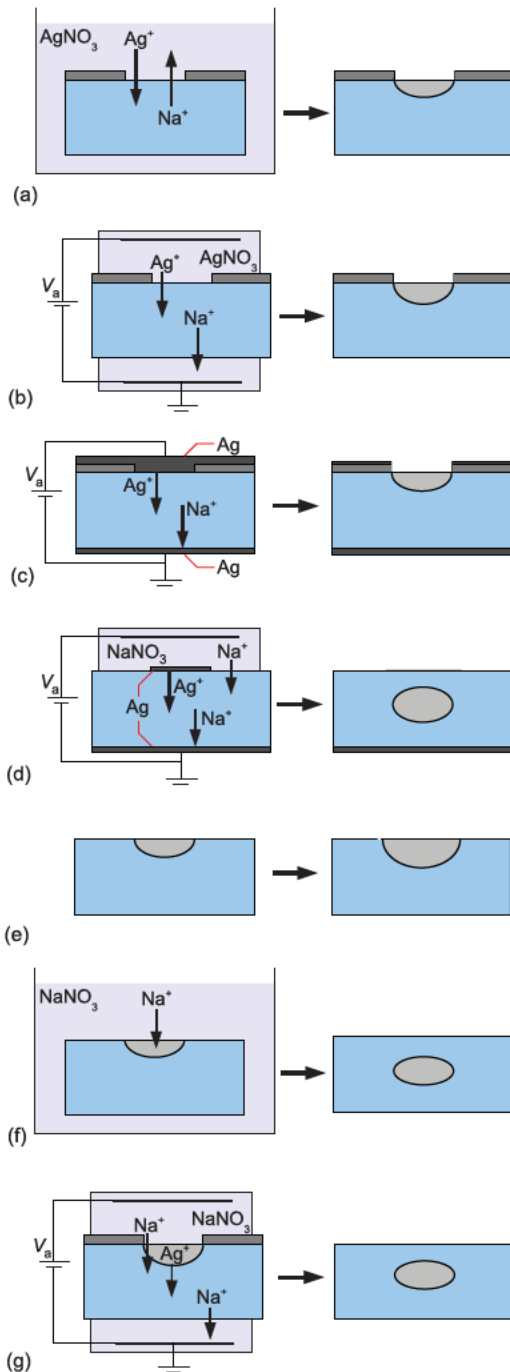 AgNO₃
Ag⁺
Na⁺
(a)
Vₐ
Ag⁺
AgNO₃
Na⁺
(b)
Vₐ
Ag
Ag⁺
Na⁺
Ag
(c)
Vₐ
NaNO₃
Na⁺
Ag⁺
Ag
Na⁺
(d)
(e)
NaNO₃
Na⁺
(f)
Vₐ
Na⁺
NaNO₃
Ag⁺
Na⁺
(g)